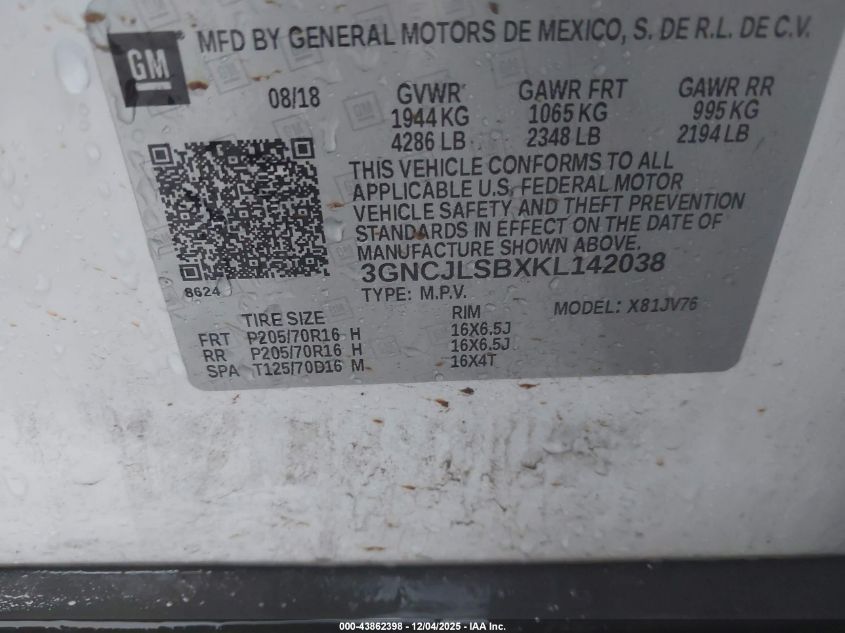 GM
MFD BY GENERAL MOTORS DE MEXICO, S. DE R.L. DE C.V.
08/18 GVWR GAWR FRT GAWR RR
1944 KG 1065 KG 995 KG
4286 LB 2348 LB 2194 LB
THIS VEHICLE CONFORMS TO ALL
APPLICABLE U.S. FEDERAL MOTOR
VEHICLE SAFETY AND THEFT PREVENTION
STANDARDS IN EFFECT ON THE DATE OF
MANUFACTURE SHOWN ABOVE.
8624 3GNCJLSBXKL142038
TYPE: M.P.V. MODEL: X81JV76
TIRE SIZE RIM
FRT P205/70R16 H 16X6.5J
RR P205/70R16 H 16X6.5J
SPA T125/70D16 M 16X4T
000-43862398 - 12/04/2025 - IAA Inc.